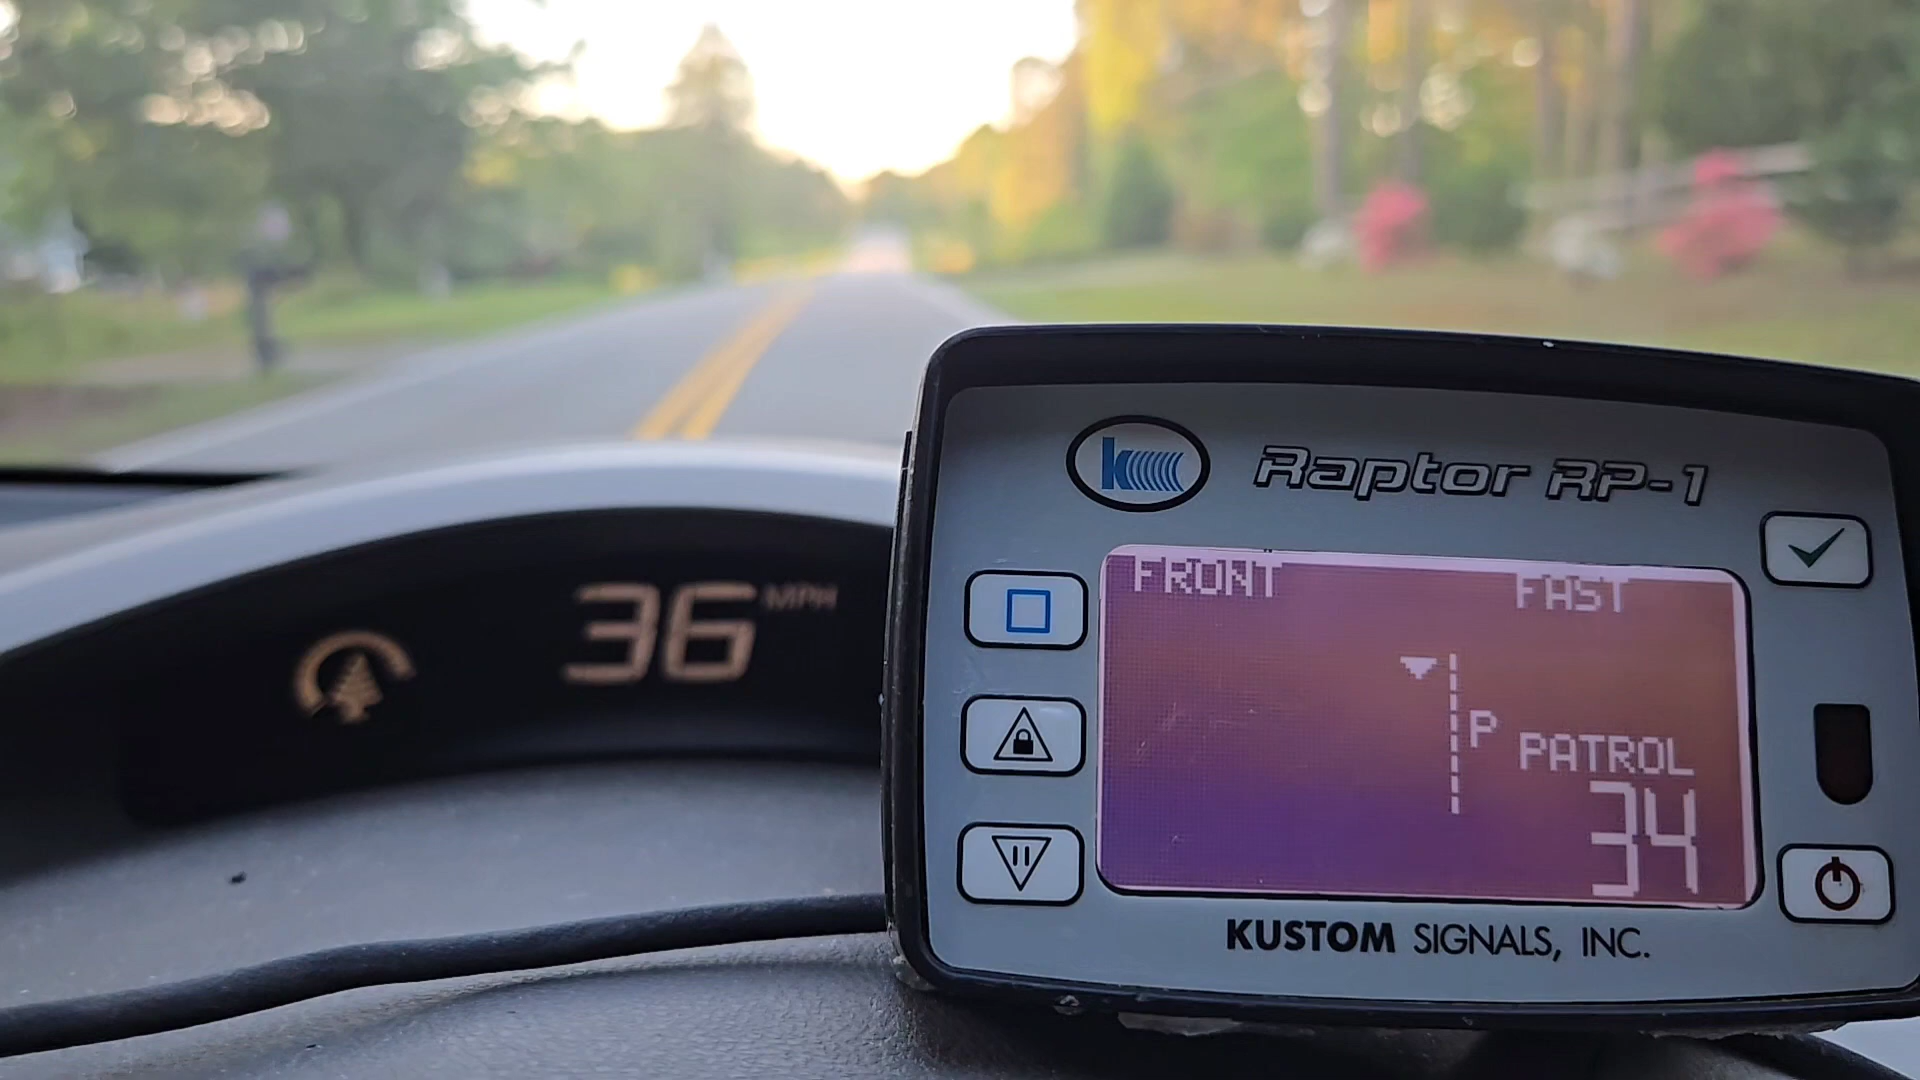 36 MPH
k
Raptor RP-1
FRONT FAST
P PATROL
34
KUSTOM SIGNALS, INC.